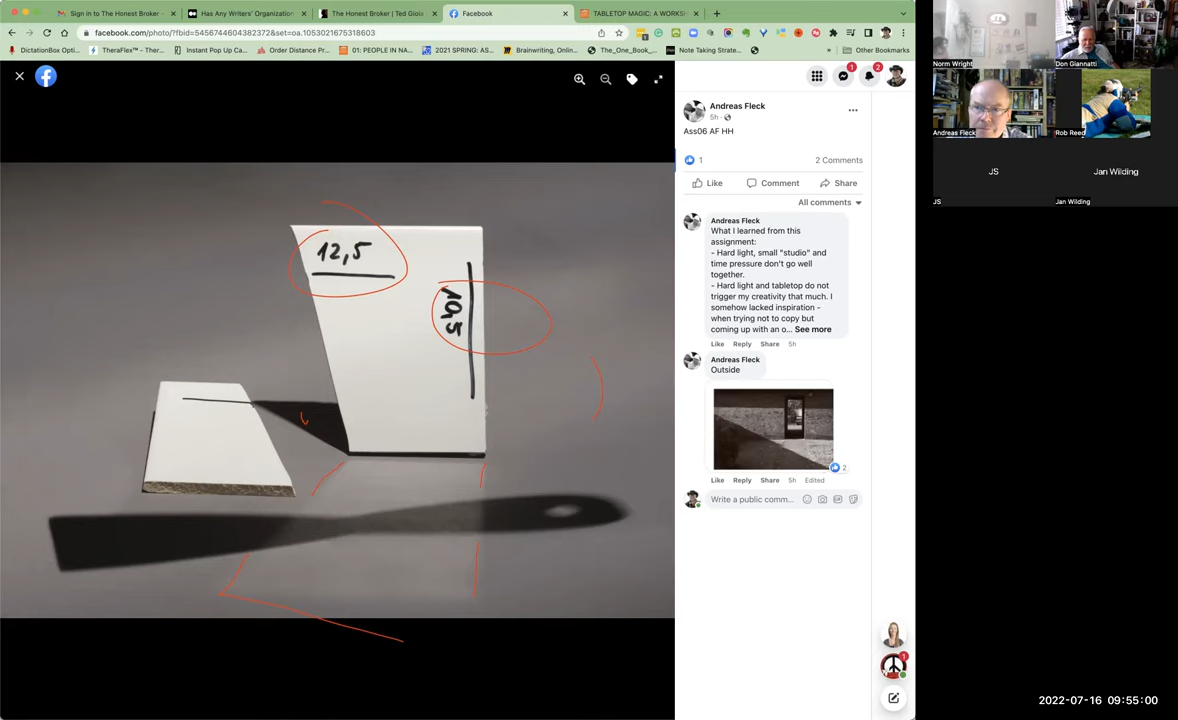 Sign in to The Honest Broker -
Has Any Writers' Organization
The Honest Broker | Ted Gioia
Facebook
TABLETOP MAGIC: A WORKSH
facebook.com/photo/?fbid=5456744604382372&set=oa.1053021675318603
DictationBox Opti...
TheraFlex™ - Ther...
Instant Pop Up Ca...
Order Distance Pr...
01: PEOPLE IN NA...
2021 SPRING: AS...
Brainwriting, Onlin...
The_One_Book_...
Note Taking Strate...
»
Other Bookmarks
12,5
10,5
1
2
Andreas Fleck
5h ·
Ass06 AF HH
1
2 Comments
Like
Comment
Share
All comments
Andreas Fleck
What I learned from this
assignment:
- Hard light, small "studio" and
time pressure don't go well
together.
- Hard light and tabletop do not
trigger my creativity that much. I
somehow lacked inspiration -
when trying not to copy but
coming up with an o... See more
Like Reply Share 5h
Andreas Fleck
Outside
2
Like Reply Share 5h Edited
Write a public comm...
1
Norm Wright
Don Giannatti
Andreas Fleck
Rob Reed
JS
JS
Jan Wilding
Jan Wilding
2022-07-16 09:55:00